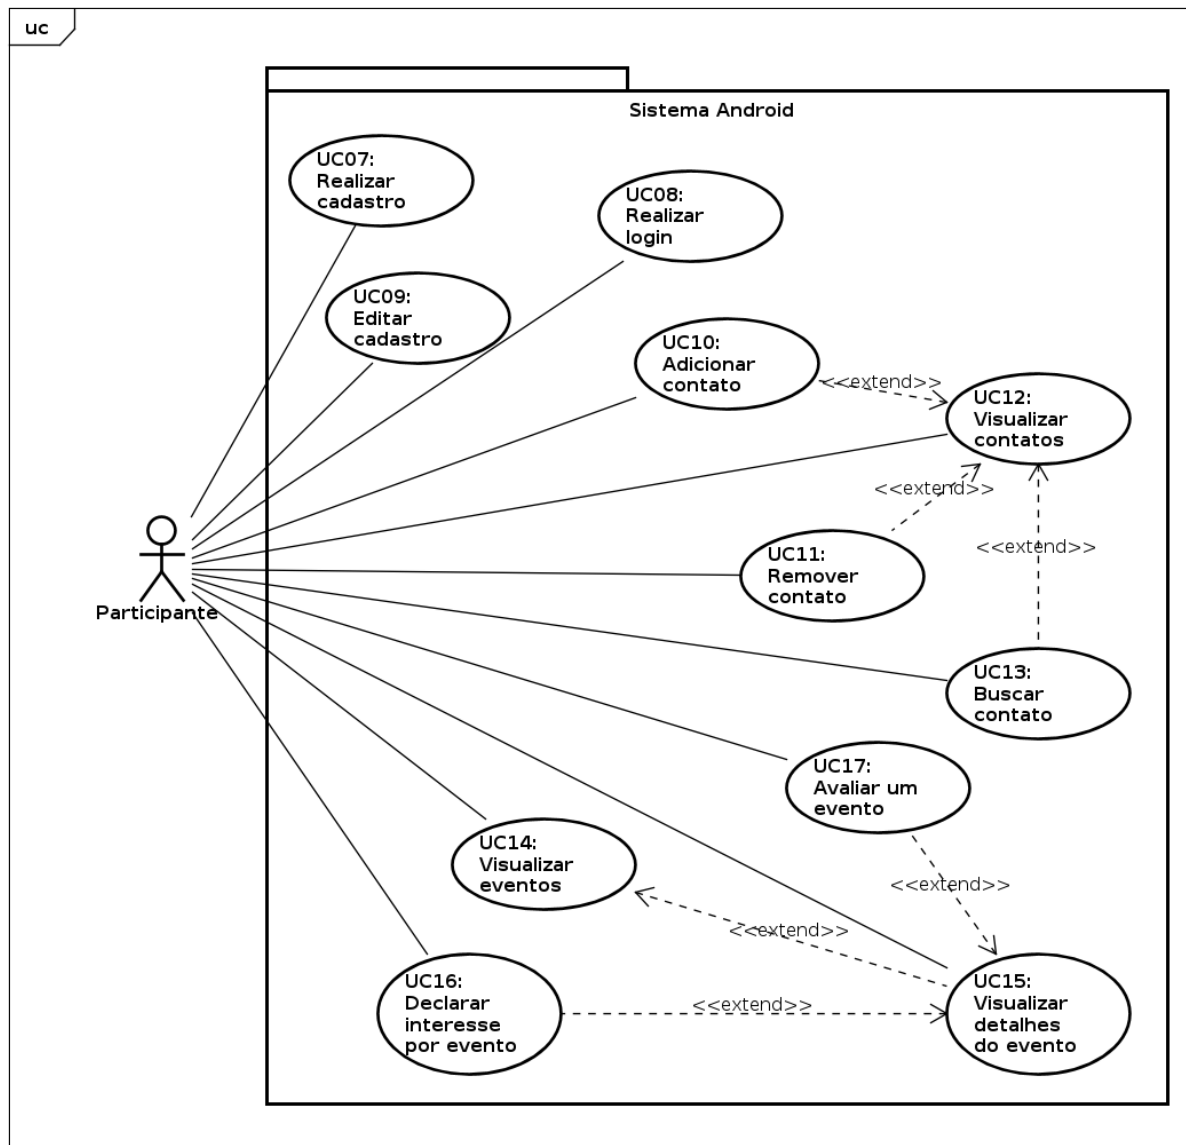 uc
Sistema Android
UC07:
Realizar
cadastro
UC08:
Realizar
login
UC09:
Editar
cadastro
UC10:
Adicionar
contato
<<extend>>
UC12:
Visualizar
contatos
<<extend>>
UC11:
Remover
contato
<<extend>>
Participante
UC13:
Buscar
contato
UC17:
Avaliar um
evento
UC14:
Visualizar
eventos
<<extend>>
<<extend>>
UC16:
Declarar
interesse
por evento
<<extend>>
UC15:
Visualizar
detalhes
do evento